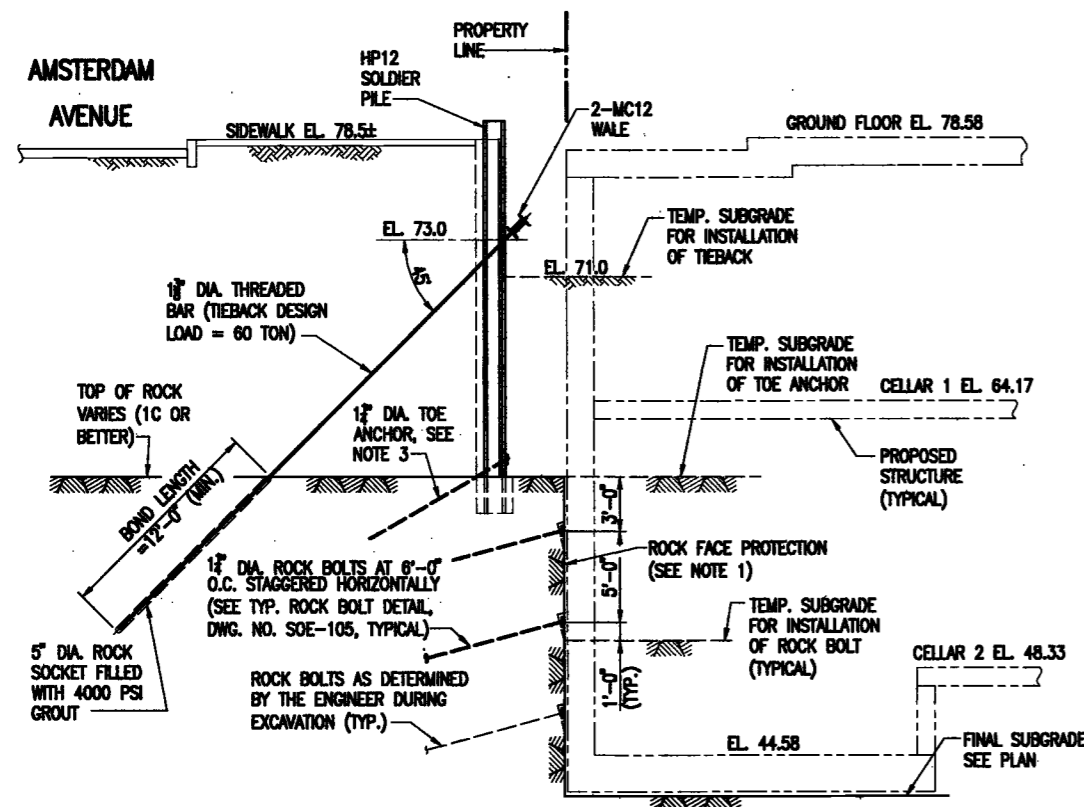 AMSTERDAM
AVENUE
HP12
SOLDIER
PILE
PROPERTY
LINE
2-MC12
WALE
SIDEWALK EL. 78.5±
GROUND FLOOR EL. 78.58
EL. 73.0
45°
EL. 71.0
TEMP. SUBGRADE
FOR INSTALLATION
OF TIEBACK
DIA. THREADED
BAR (TIEBACK DESIGN
LOAD = 60 TON)
TEMP. SUBGRADE
FOR INSTALLATION
OF TOE ANCHOR
CELLAR 1 EL. 64.17
TOP OF ROCK
VARIES (1C OR
BETTER)
DIA. TOE
ANCHOR, SEE
NOTE 3
PROPOSED
STRUCTURE
(TYPICAL)
BOND LENGTH
=12'-0" (MIN.)
3'-0"
5'-0"
1'-0"
(TYP.)
DIA. ROCK BOLTS AT 6'-0"
O.C. STAGGERED HORIZONTALLY
(SEE TYP. ROCK BOLT DETAIL,
DWG. NO. SOE-105, TYPICAL)
ROCK FACE PROTECTION
(SEE NOTE 1)
TEMP. SUBGRADE
FOR INSTALLATION
OF ROCK BOLT
(TYPICAL)
5" DIA. ROCK
SOCKET FILLED
WITH 4000 PSI
GROUT
ROCK BOLTS AS DETERMINED
BY THE ENGINEER DURING
EXCAVATION (TYP.)
CELLAR 2 EL. 48.33
EL. 44.58
FINAL SUBGRADE
SEE PLAN